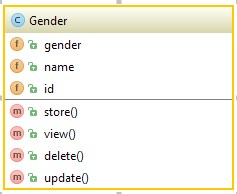 C Gender
f gender
f name
f id
m store()
m view()
m delete()
m update()